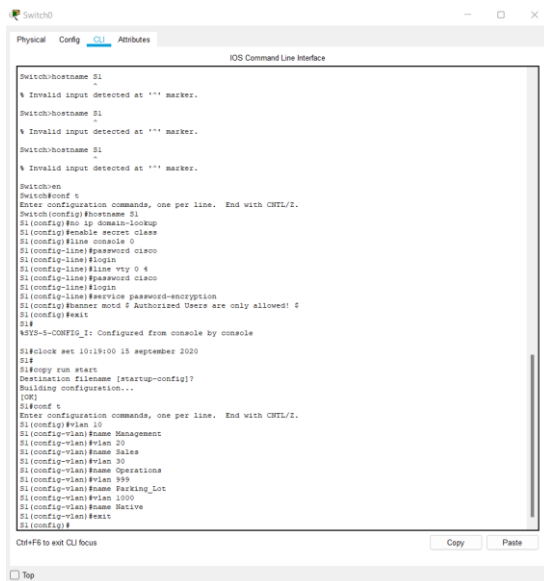 Switch0
Physical Config CLI Attributes
IOS Command Line Interface
Switch>hostname S1
^
% Invalid input detected at '^' marker.
Switch>hostname S1
^
% Invalid input detected at '^' marker.
Switch>hostname S1
^
% Invalid input detected at '^' marker.
Switch>en
Switch#conf t
Enter configuration commands, one per line.  End with CNTL/Z.
Switch(config)#hostname S1
S1(config)#no ip domain-lookup
S1(config)#enable secret class
S1(config)#line console 0
S1(config-line)#password cisco
S1(config-line)#login
S1(config-line)#line vty 0 4
S1(config-line)#password cisco
S1(config-line)#login
S1(config-line)#service password-encryption
S1(config)#banner motd $ Authorized Users are only allowed! $
S1(config)#exit
S1#
%SYS-5-CONFIG_I: Configured from console by console
S1#clock set 10:19:00 15 september 2020
S1#
S1#copy run start
Destination filename [startup-config]?
Building configuration...
[OK]
S1#conf t
Enter configuration commands, one per line.  End with CNTL/Z.
S1(config)#vlan 10
S1(config-vlan)#name Management
S1(config-vlan)#vlan 20
S1(config-vlan)#name Sales
S1(config-vlan)#vlan 30
S1(config-vlan)#name Operations
S1(config-vlan)#vlan 999
S1(config-vlan)#name Parking_Lot
S1(config-vlan)#vlan 1000
S1(config-vlan)#name Native
S1(config-vlan)#exit
S1(config)#
Ctrl+F6 to exit CLI focus
Copy Paste
Top